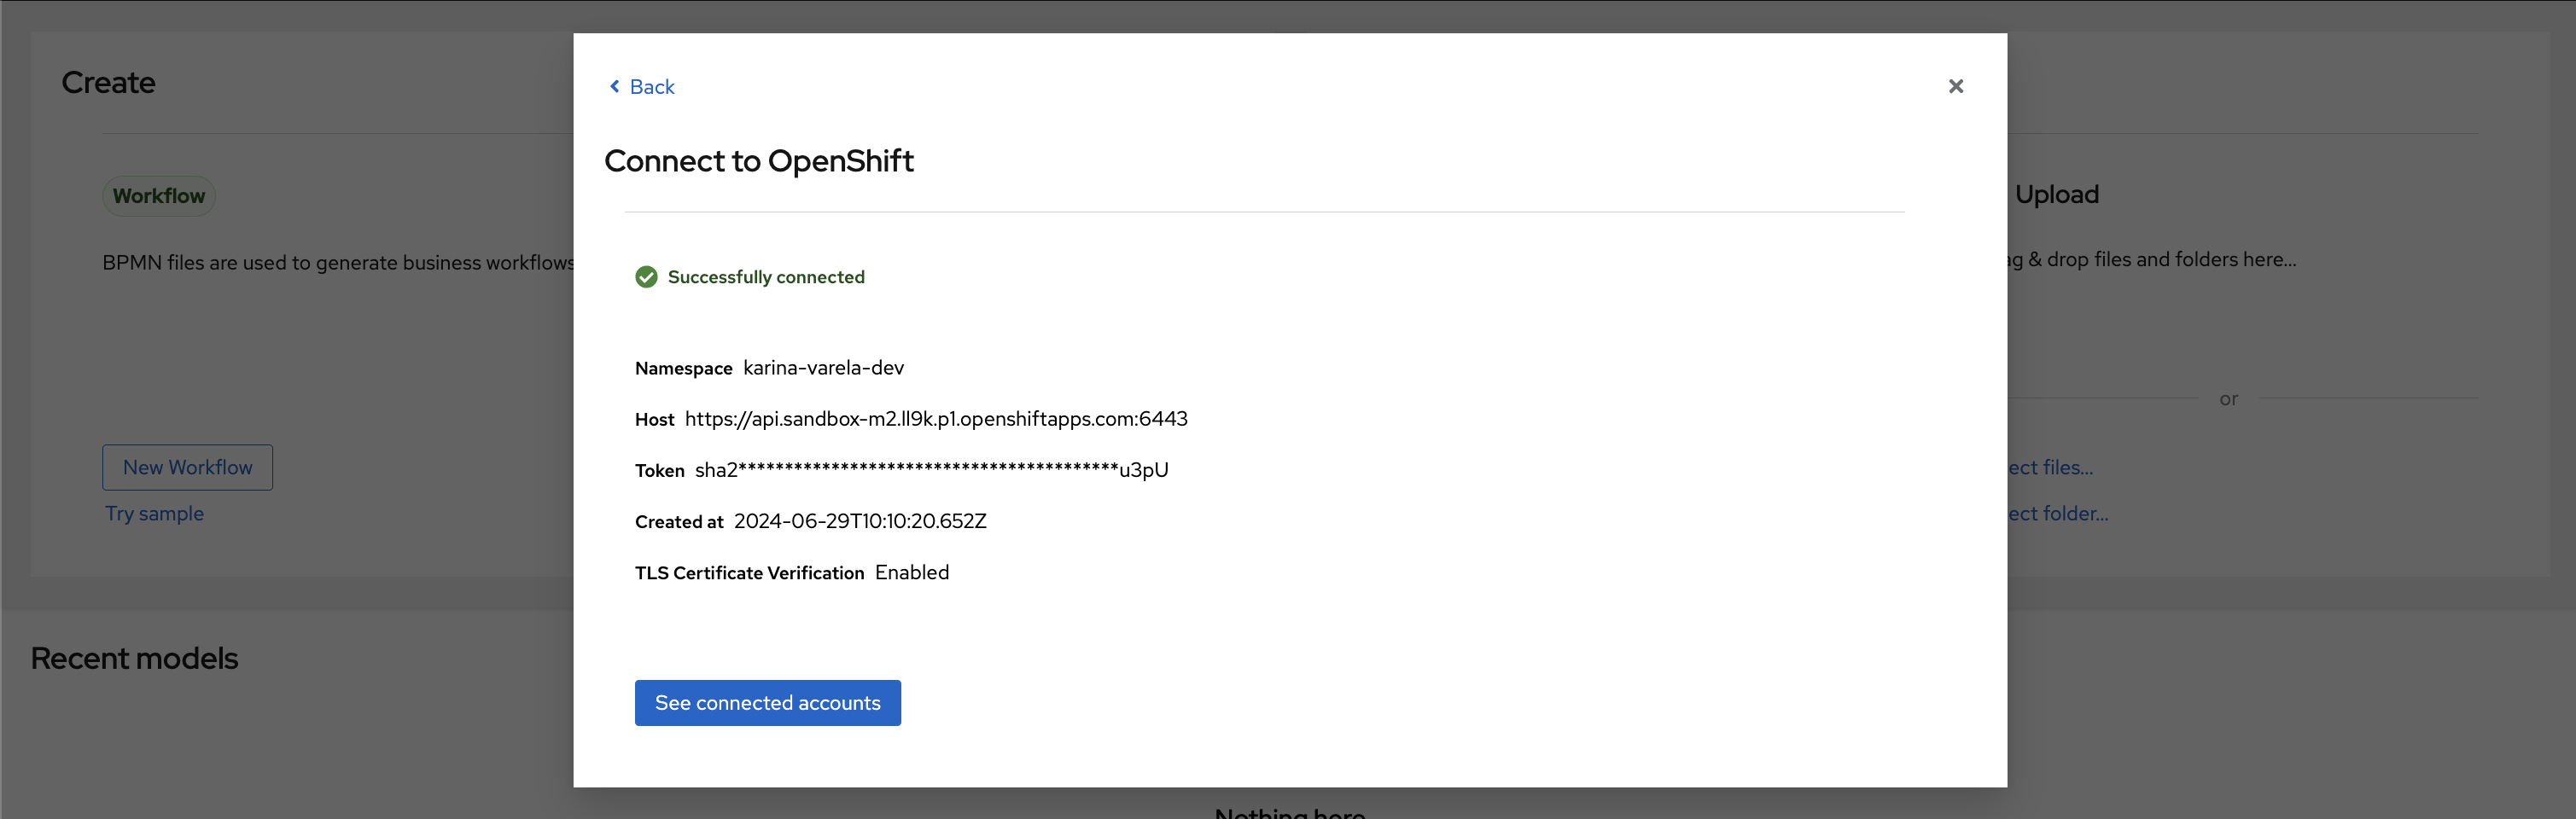 Create
Workflow
BPMN files are used to generate business workflows
New Workflow
Try sample
Recent models
Back
Connect to OpenShift
Successfully connected
Namespace karina-varela-dev
Host https://api.sandbox-m2.ll9k.p1.openshiftapps.com:6443
Token sha2*****************************************u3pU
Created at 2024-06-29T10:10:20.652Z
TLS Certificate Verification Enabled
See connected accounts
Upload
& drop files and folders here...
or
files...
folder...
Nothing here